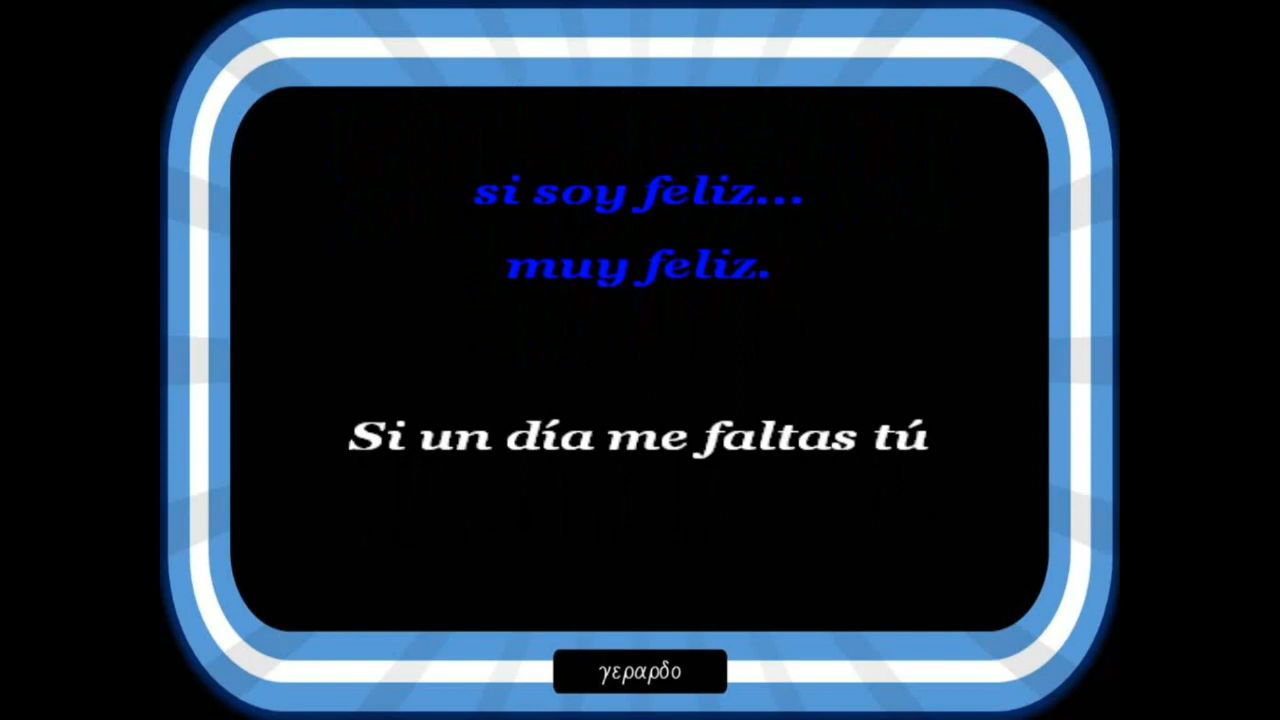 si soy feliz...
muy feliz.
Si un día me faltas tú
γεραρδο